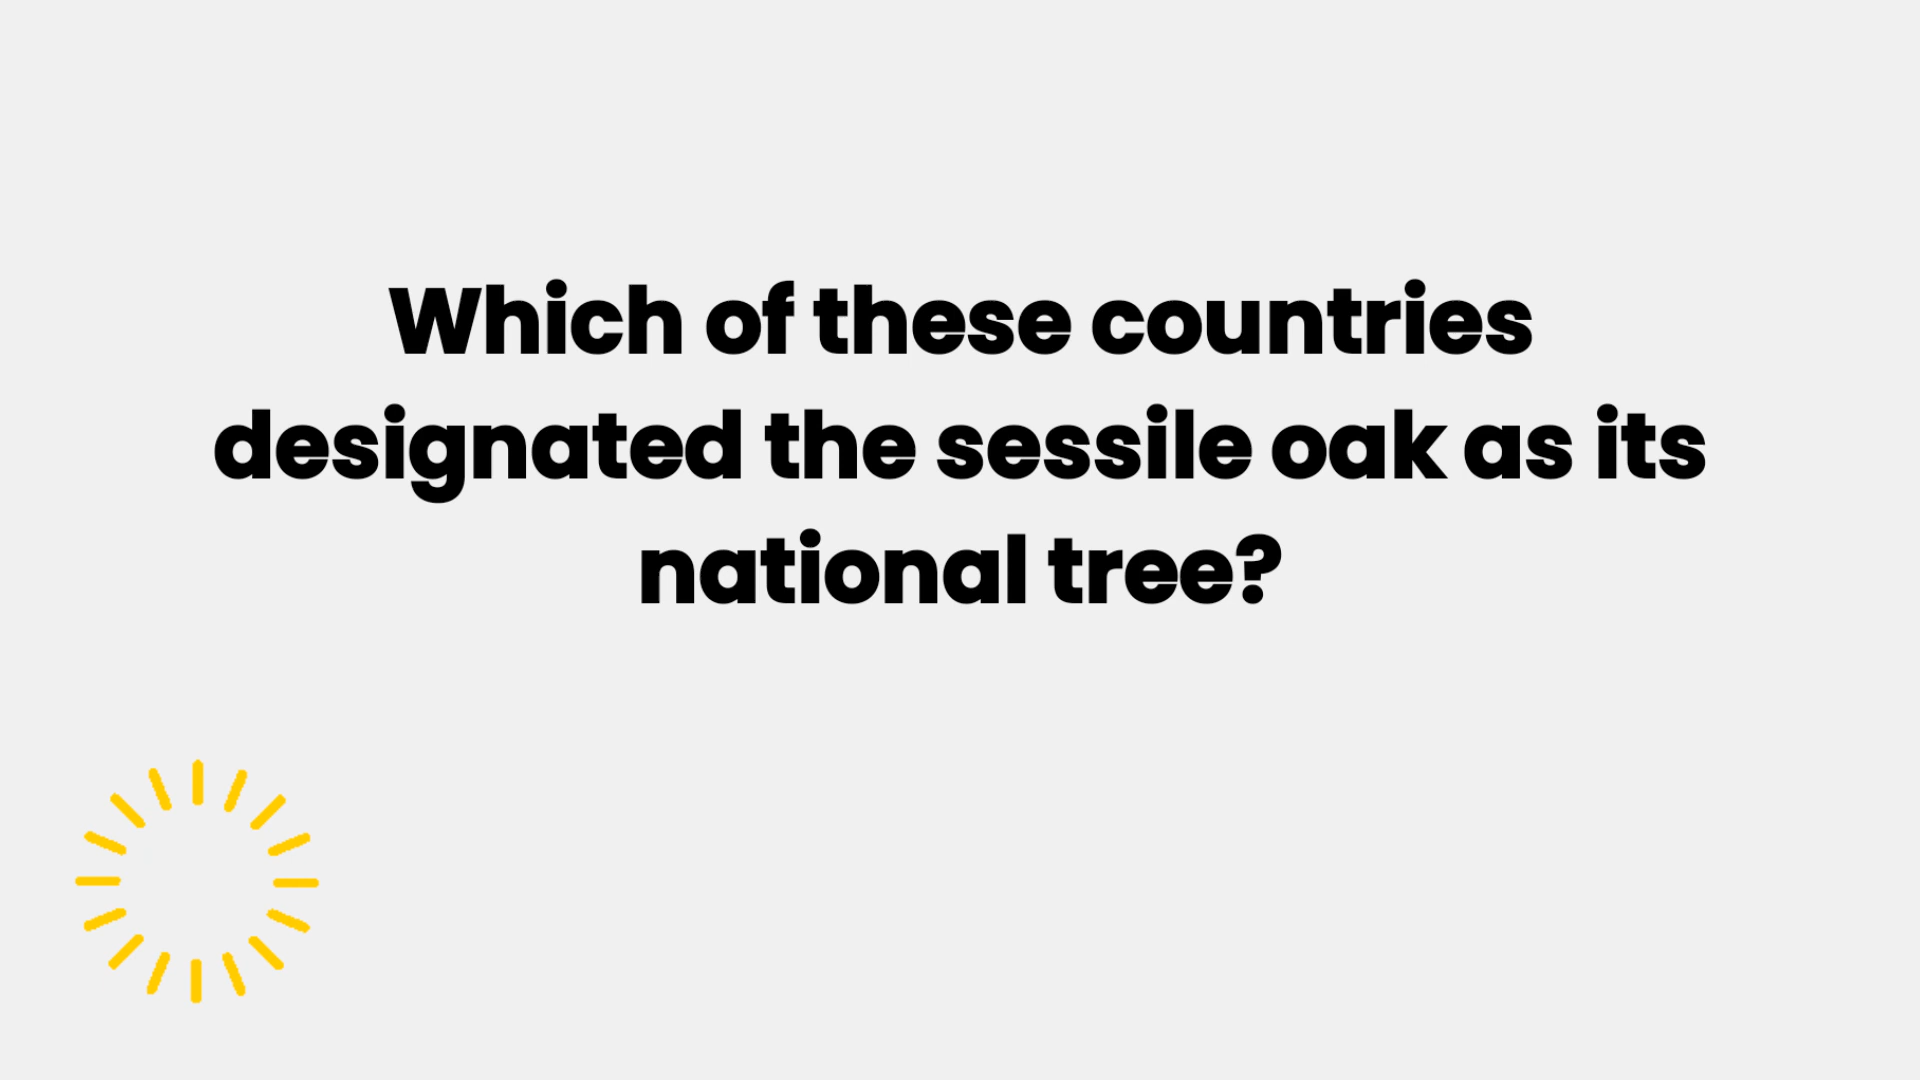 Which of these countries
designated the sessile oak as its
national tree?